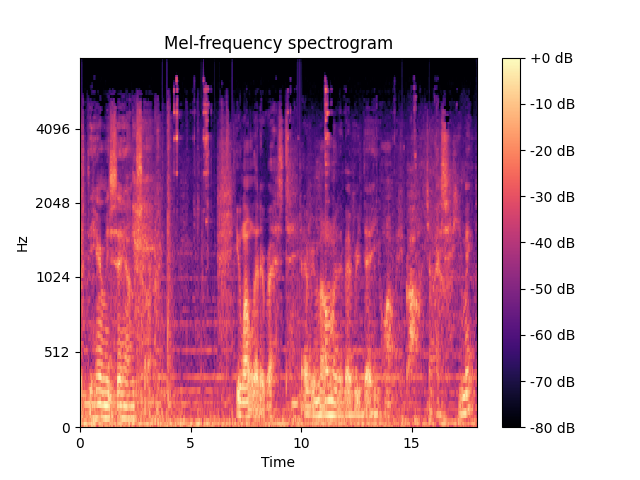 Mel-frequency spectrogram
+0 dB
-10 dB
-20 dB
-30 dB
-40 dB
-50 dB
-60 dB
-70 dB
-80 dB
Hz
4096
2048
1024
512
0
0 5 10 15
Time